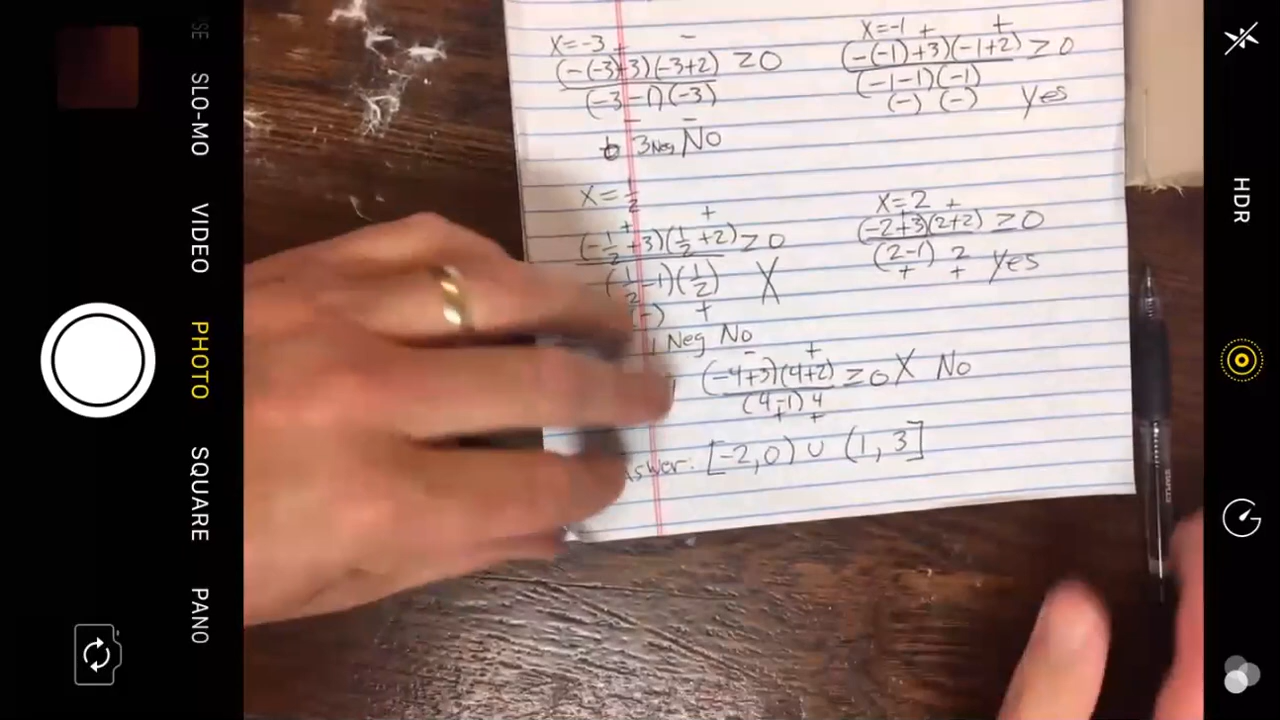 x=-3
+ -
(-(-3)+3)(-3+2) ≥0
(-3-1)(-3)
- -
3 Neg No
x=-1 + +
(-(-1)+3)(-1+2) ≥0
(-1-1)(-1)
(-) (-) Yes
x=1/2
+ +
(-1/2+3)(1/2+2) ≥0
(1/2-1)(1/2) X
(-) +
1 Neg No
x=2 +
+
(-2+3)(2+2) ≥0
(2-1) 2
+ + Yes
- +
(-4+3)(4+2) ≥0 X No
(4-1) 4
+ +
[-2,0) ∪ (1,3]
SLO-MO
VIDEO
PHOTO
SQUARE
PANO
HDR